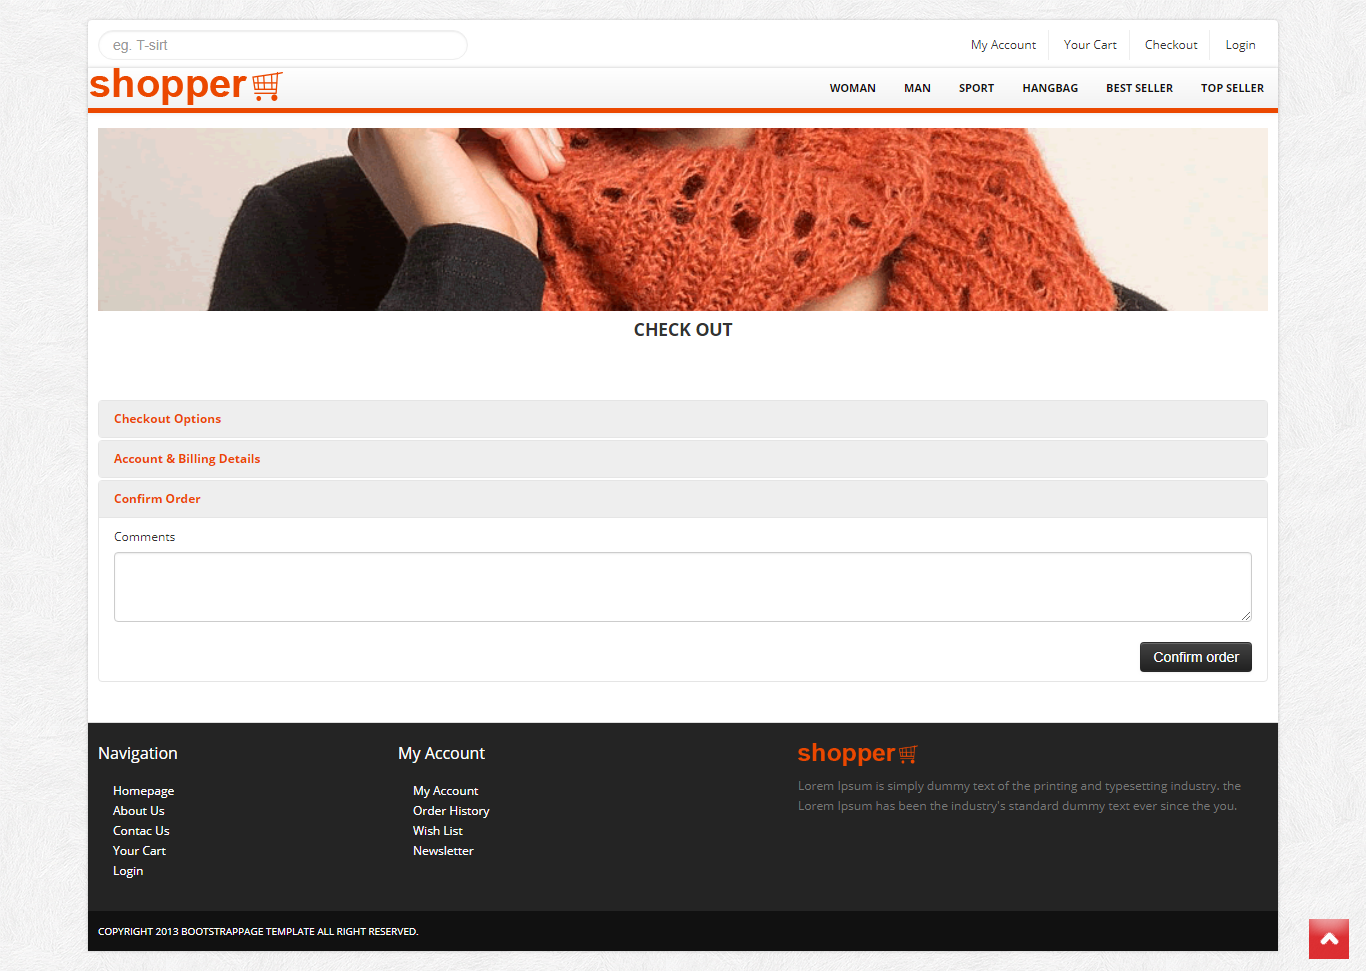 eg. T-sirt
My Account
Your Cart
Checkout
Login
shopper
WOMAN
MAN
SPORT
HANGBAG
BEST SELLER
TOP SELLER
CHECK OUT
Checkout Options
Account & Billing Details
Confirm Order
Comments
Confirm order
Navigation
Homepage
About Us
Contac Us
Your Cart
Login
My Account
My Account
Order History
Wish List
Newsletter
shopper
Lorem Ipsum is simply dummy text of the printing and typesetting industry. the
Lorem Ipsum has been the industry's standard dummy text ever since the you.
COPYRIGHT 2013 BOOTSTRAPPAGE TEMPLATE ALL RIGHT RESERVED.